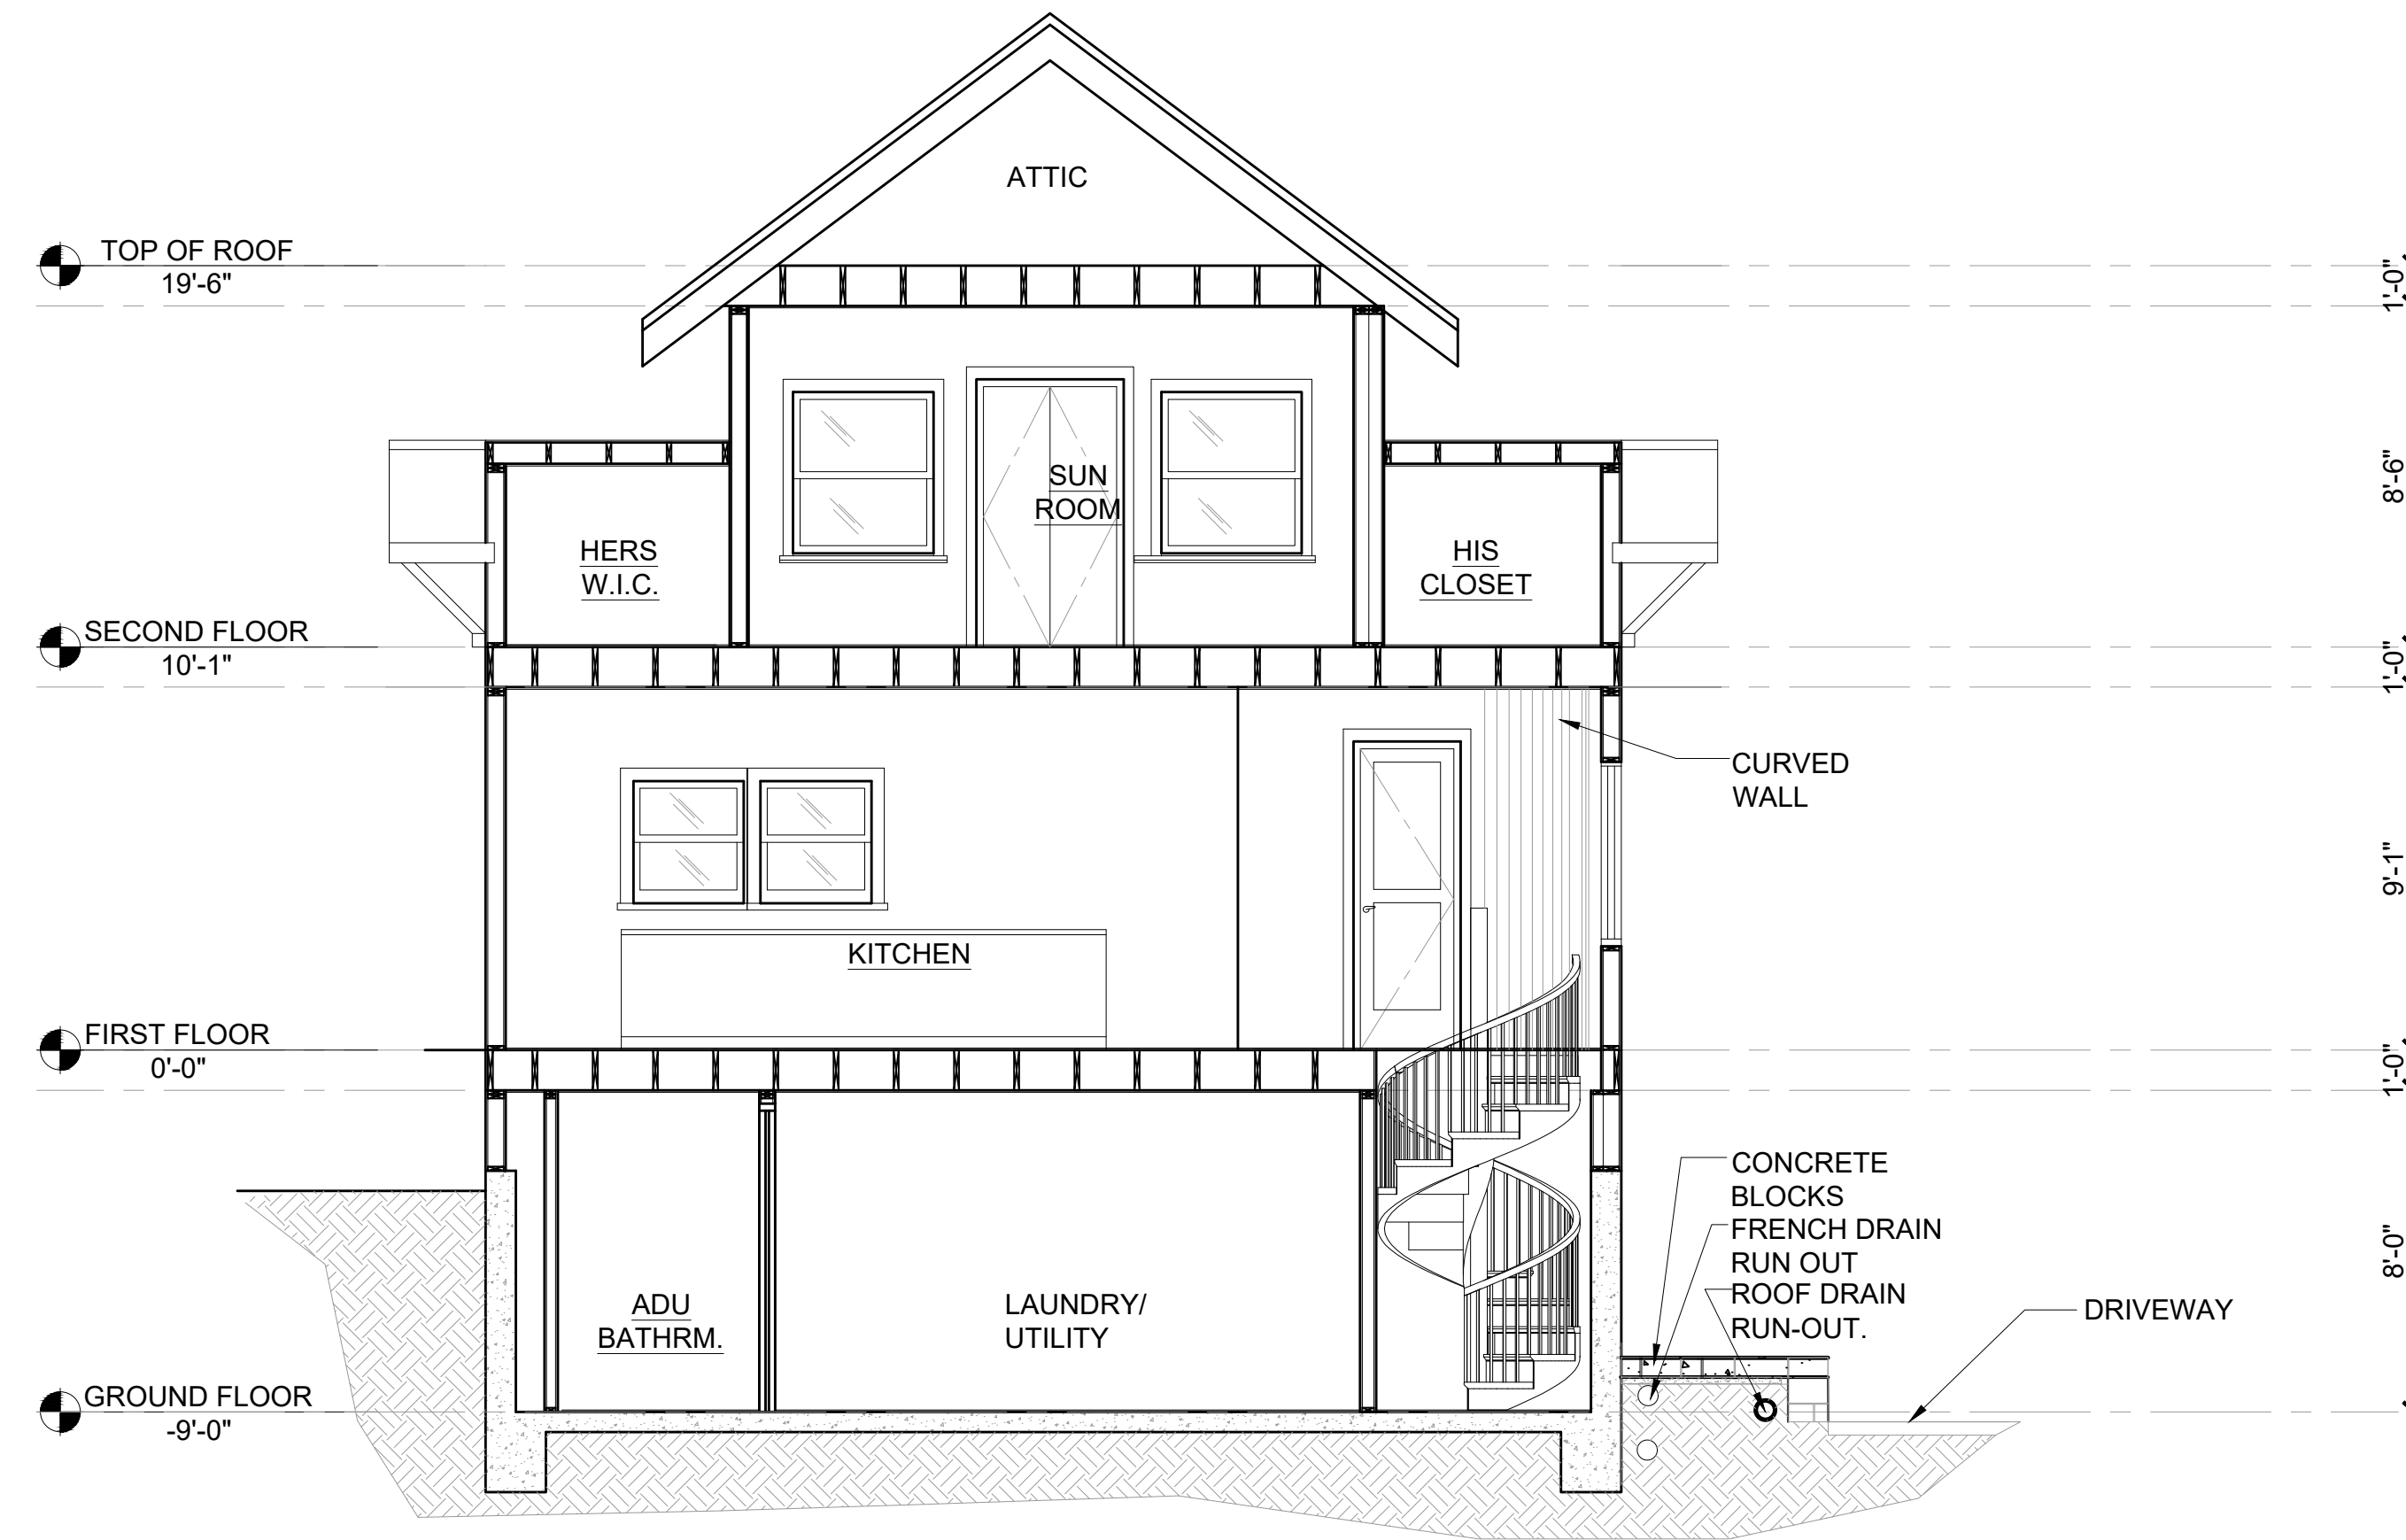 ATTIC
TOP OF ROOF
19'-6"
1'-0"
SUN
ROOM
8'-6"
HERS
W.I.C.
HIS
CLOSET
SECOND FLOOR
10'-1"
1'-0"
CURVED
WALL
9'-1"
KITCHEN
FIRST FLOOR
0'-0"
1'-0"
CONCRETE
BLOCKS
FRENCH DRAIN
RUN OUT
ROOF DRAIN
RUN-OUT.
8'-0"
ADU
BATHRM.
LAUNDRY/
UTILITY
DRIVEWAY
GROUND FLOOR
-9'-0"